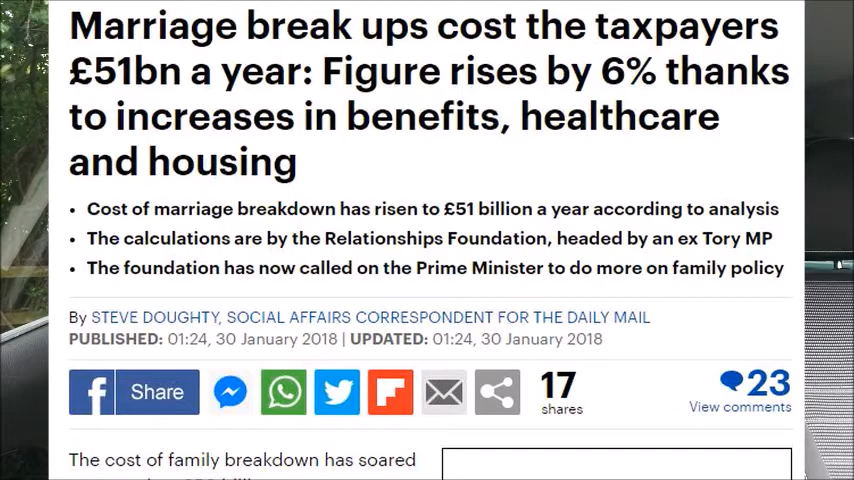 Marriage break ups cost the taxpayers
£51bn a year: Figure rises by 6% thanks
to increases in benefits, healthcare
and housing
• Cost of marriage breakdown has risen to £51 billion a year according to analysis
• The calculations are by the Relationships Foundation, headed by an ex Tory MP
• The foundation has now called on the Prime Minister to do more on family policy
By STEVE DOUGHTY, SOCIAL AFFAIRS CORRESPONDENT FOR THE DAILY MAIL
PUBLISHED: 01:24, 30 January 2018 | UPDATED: 01:24, 30 January 2018
Share
17
shares
23
View comments
The cost of family breakdown has soared